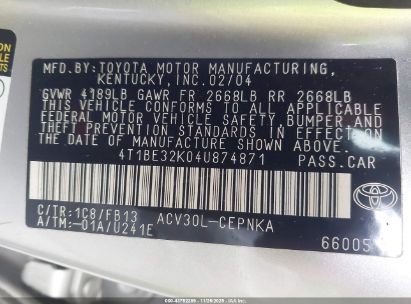 MFD. BY: TOYOTA MOTOR MANUFACTURING,
KENTUCKY, INC. 02/04
GVWR 4189LB GAWR FR 2668LB RR 2668LB
THIS VEHICLE CONFORMS TO ALL APPLICABLE
FEDERAL MOTOR VEHICLE SAFETY, BUMPER, AND
THEFT PREVENTION STANDARDS IN EFFECT ON
THE DATE OF MANUFACTURE SHOWN ABOVE.
4T1BE32K04U874871 PASS.CAR
C/TR:1C8/FB13 ACV30L-CEPNKA
A/TM:-01A/U241E
TOYOTA
66005